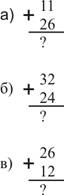 а) + 11
26
?
б) + 32
24
?
в) + 26
12
?